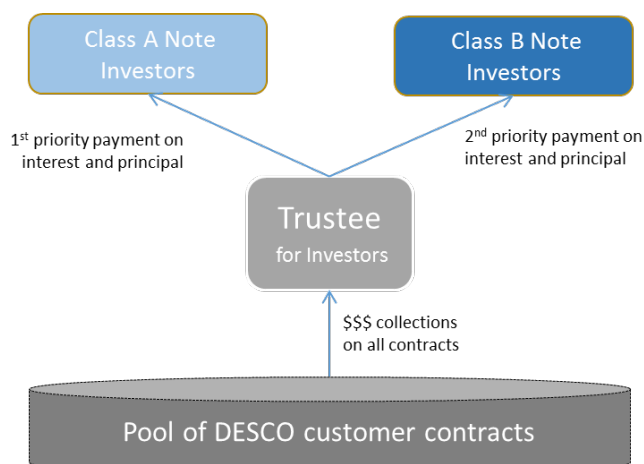 Class A Note
Investors
Class B Note
Investors
1st priority payment on
interest and principal
2nd priority payment on
interest and principal
Trustee
for Investors
$$$ collections
on all contracts
Pool of DESCO customer contracts